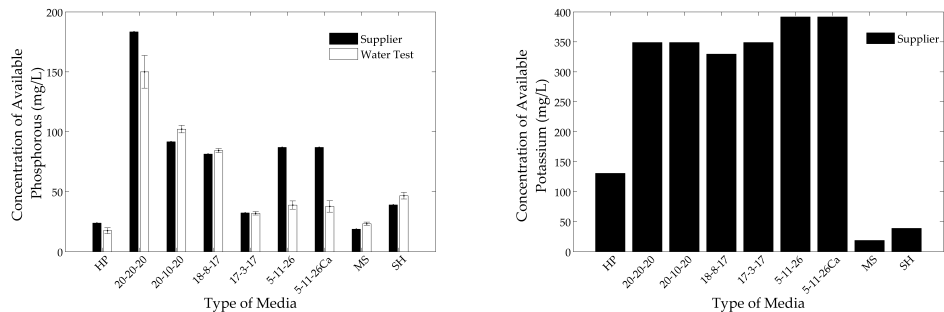 Concentration of Available
Phosphorous (mg/L)
200
150
100
50
0
Supplier
Water Test
HP
20-20-20
20-10-20
18-8-17
17-3-17
5-11-26
5-11-26Ca
MS
SH
Type of Media
Concentration of Available
Potassium (mg/L)
400
350
300
250
200
150
100
50
0
Supplier
HP
20-20-20
20-10-20
18-8-17
17-3-17
5-11-26
5-11-26Ca
MS
SH
Type of Media